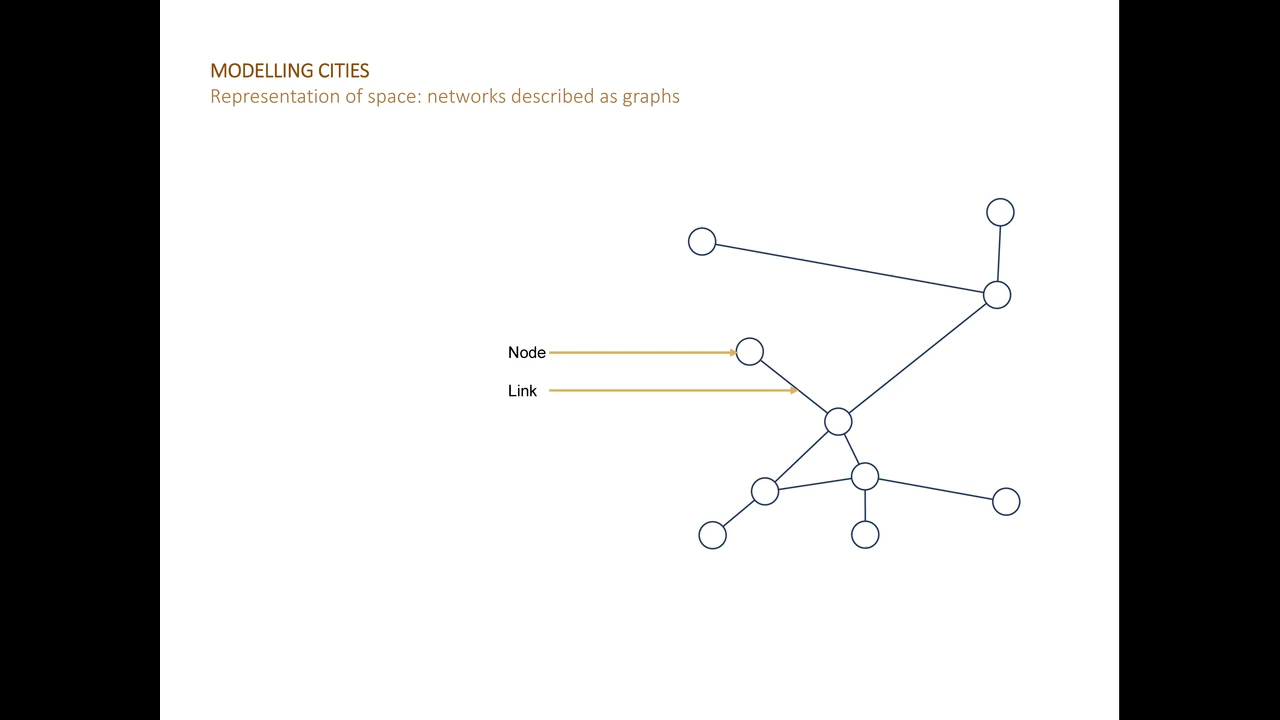 MODELLING CITIES
Representation of space: networks described as graphs
Node
Link